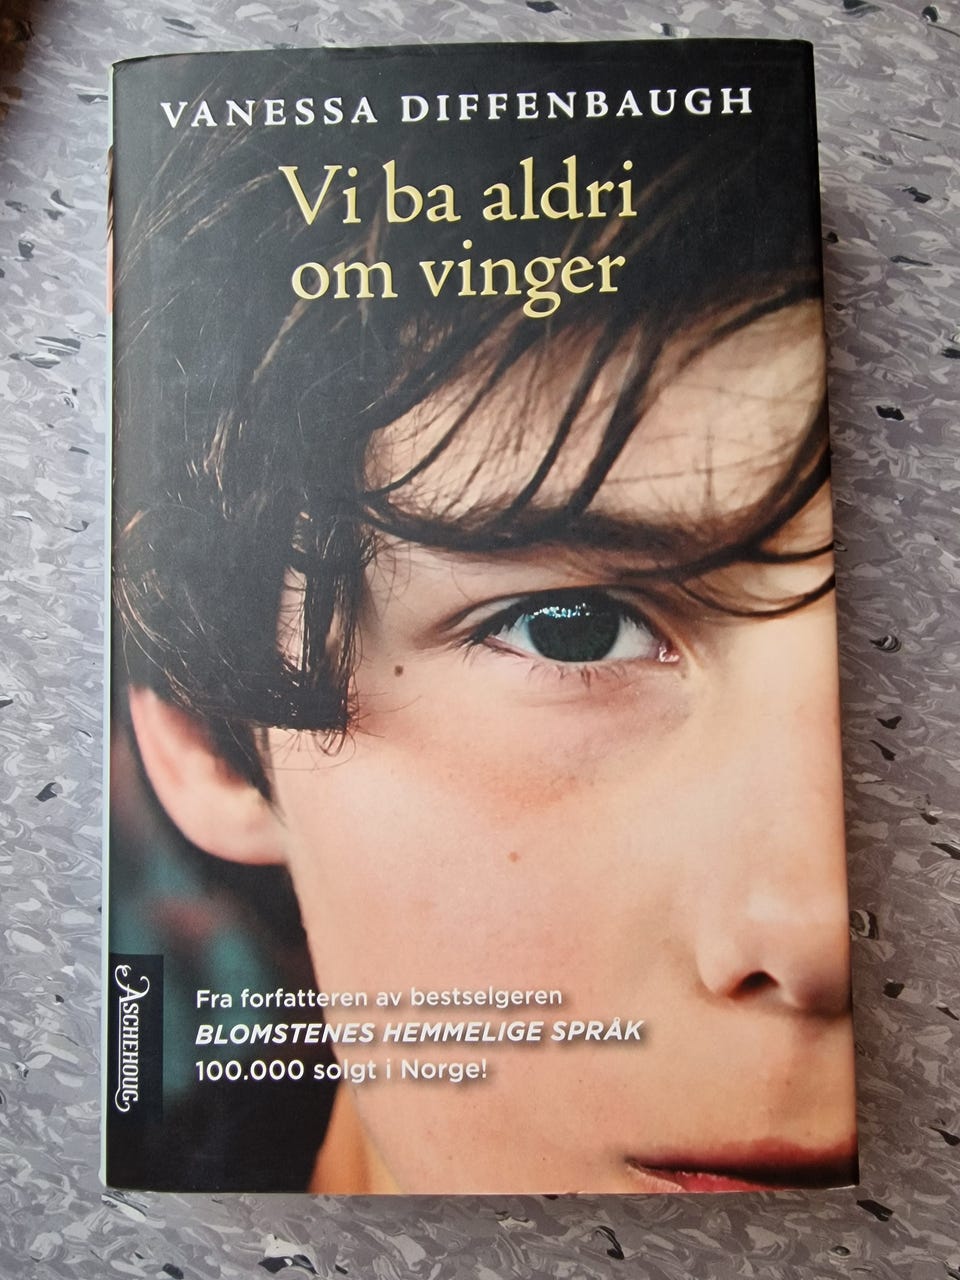 VANESSA DIFFENBAUGH
Vi ba aldri
om vinger
Fra forfatteren av bestselgeren
BLOMSTENES HEMMELIGE SPRÅK
100.000 solgt i Norge!
ASCHEHOUG